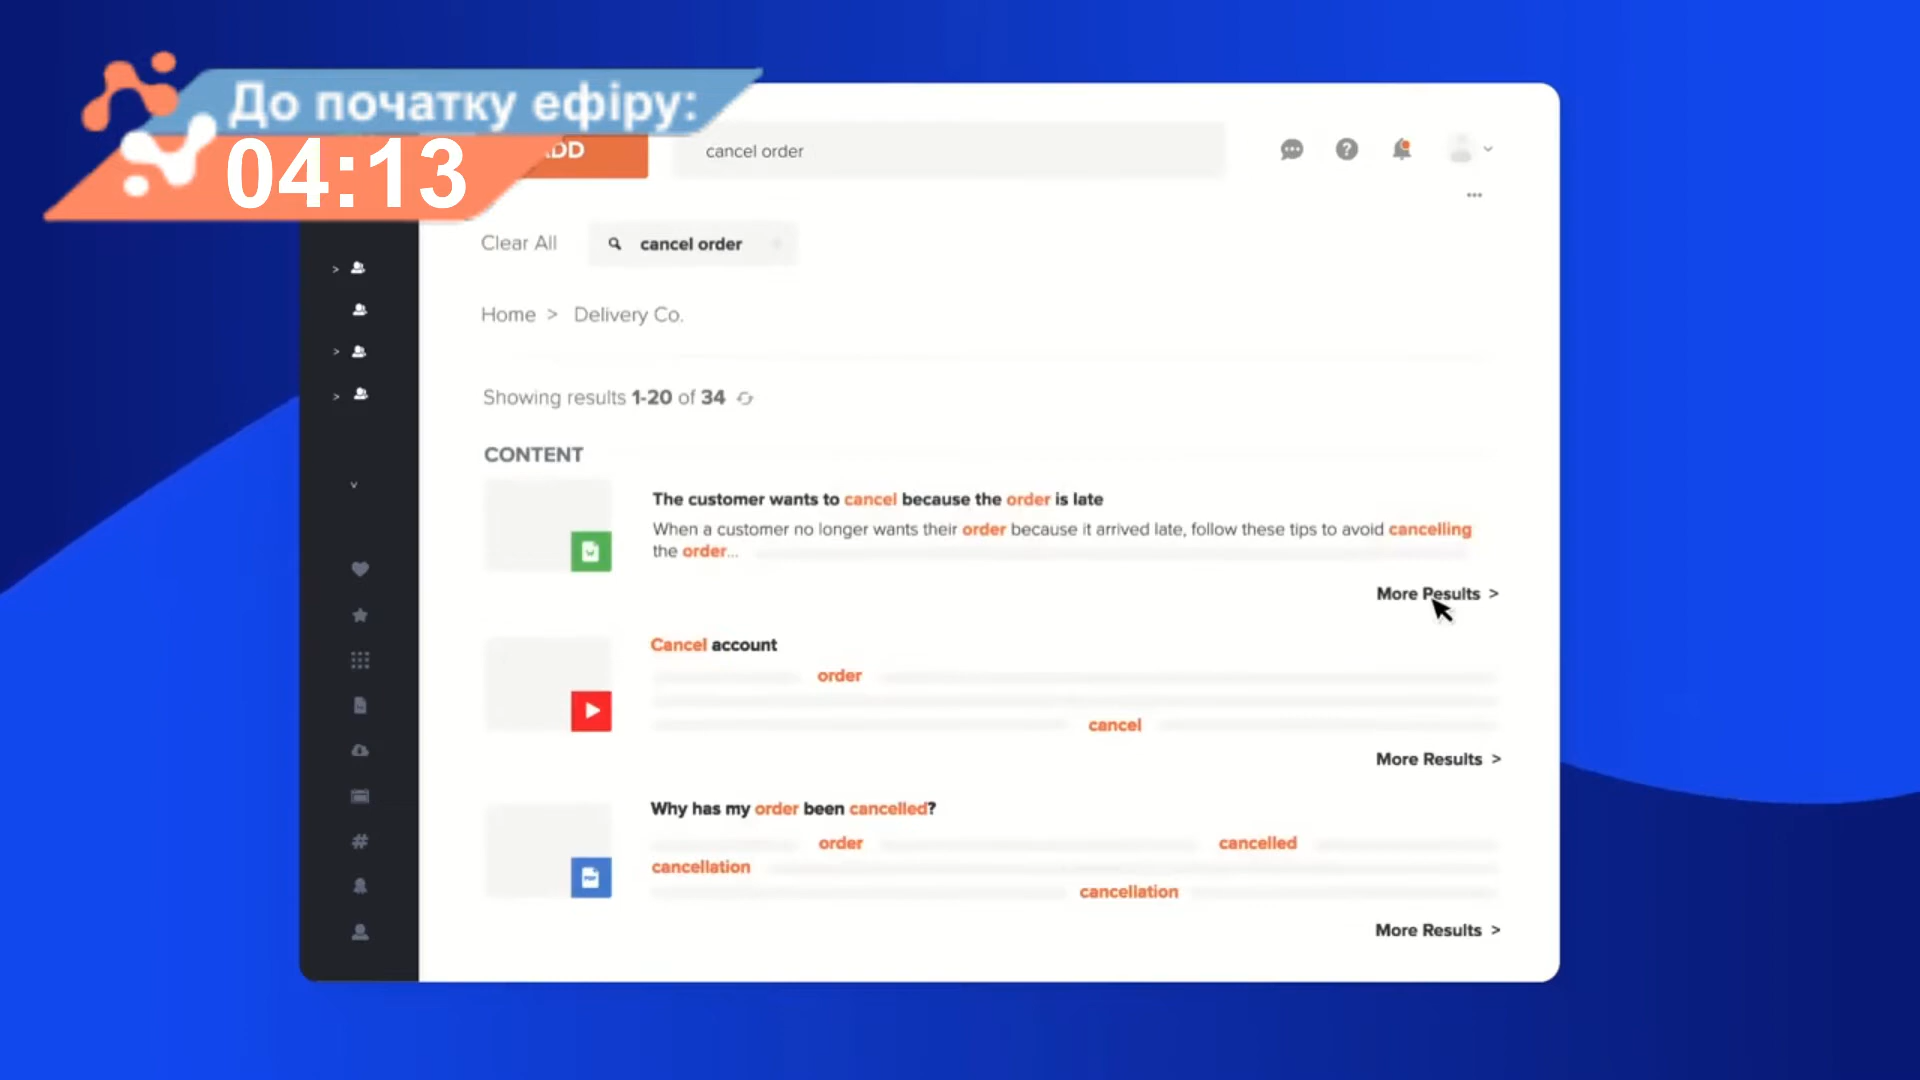 До початку ефіру:
04:13
DD
cancel order
Clear All
cancel order
Home > Delivery Co.
Showing results 1-20 of 34
CONTENT
The customer wants to cancel because the order is late
When a customer no longer wants their order because it arrived late, follow these tips to avoid cancelling
the order...
More Results >
Cancel account
order
cancel
More Results >
Why has my order been cancelled?
order cancelled
cancellation
cancellation
More Results >